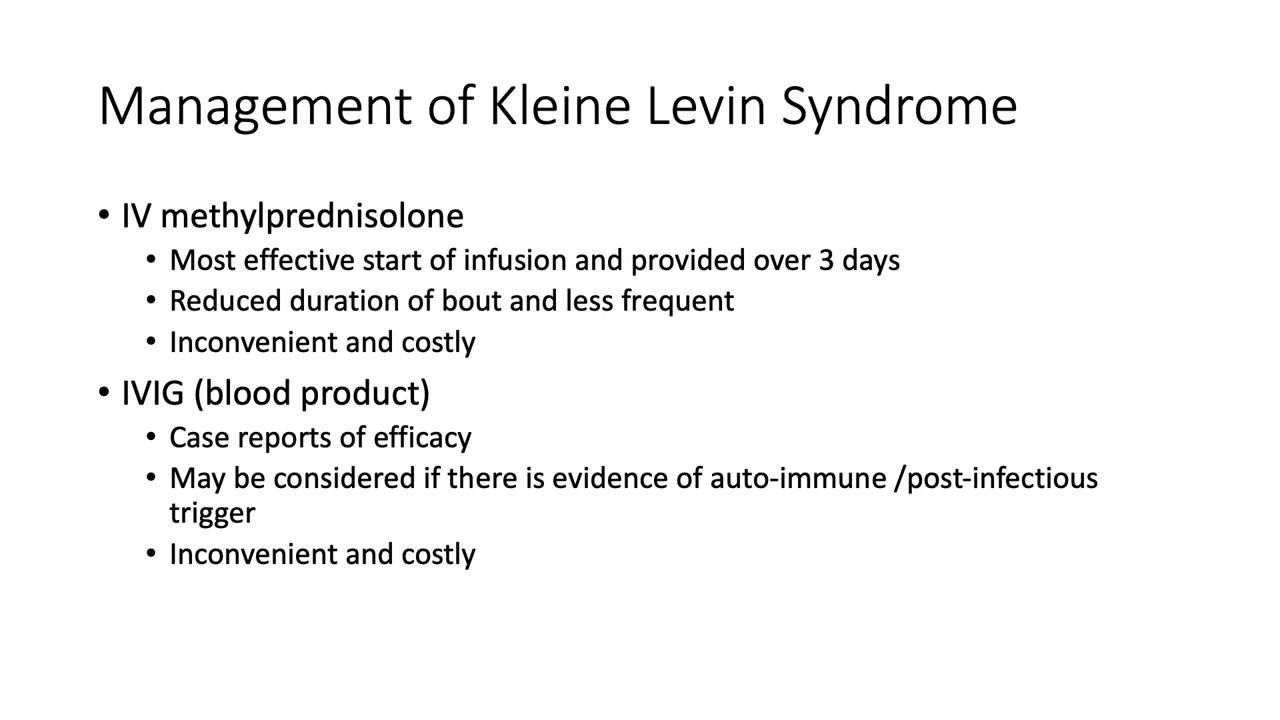 Management of Kleine Levin Syndrome
• IV methylprednisolone
• Most effective start of infusion and provided over 3 days
• Reduced duration of bout and less frequent
• Inconvenient and costly
• IVIG (blood product)
• Case reports of efficacy
• May be considered if there is evidence of auto-immune /post-infectious
trigger
• Inconvenient and costly